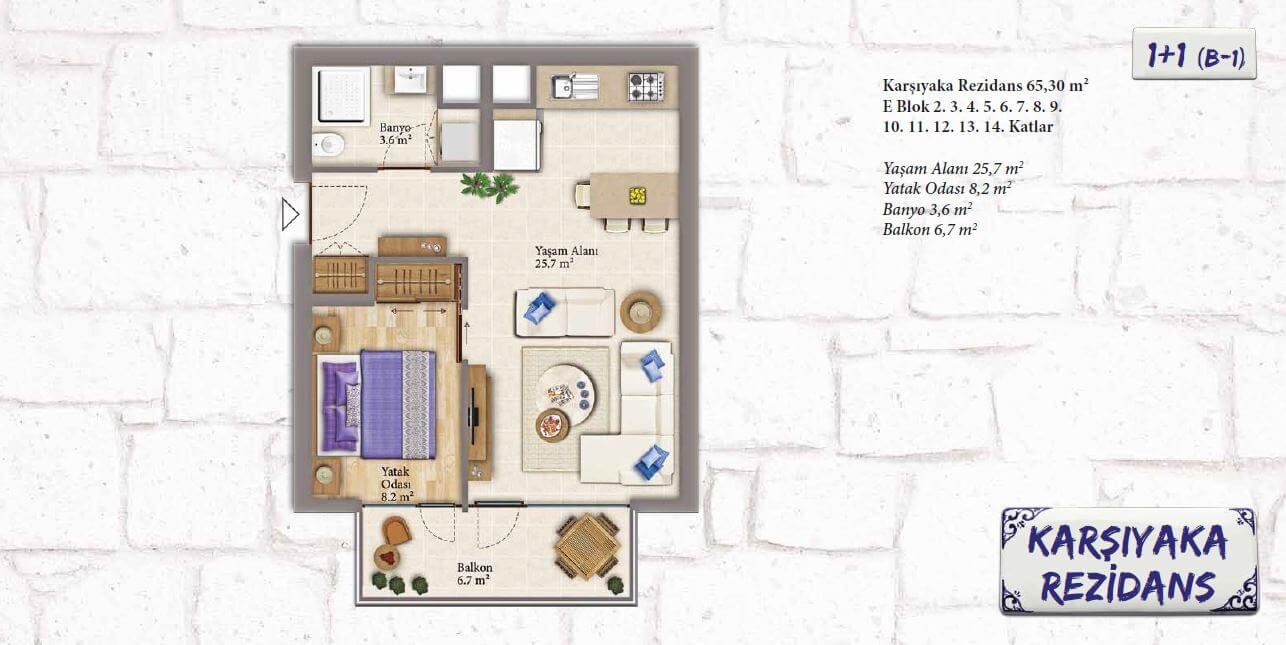 1+1 (B-1)
Karşıyaka Rezidans 65,30 m²
E Blok 2. 3. 4. 5. 6. 7. 8. 9.
10. 11. 12. 13. 14. Katlar
Yaşam Alanı 25,7 m²
Yatak Odası 8,2 m²
Banyo 3,6 m²
Balkon 6,7 m²
Banyo
3.6 m²
Yaşam Alanı
25.7 m²
Yatak
Odası
8.2 m²
Balkon
6.7 m²
KARŞIYAKA
REZİDANS